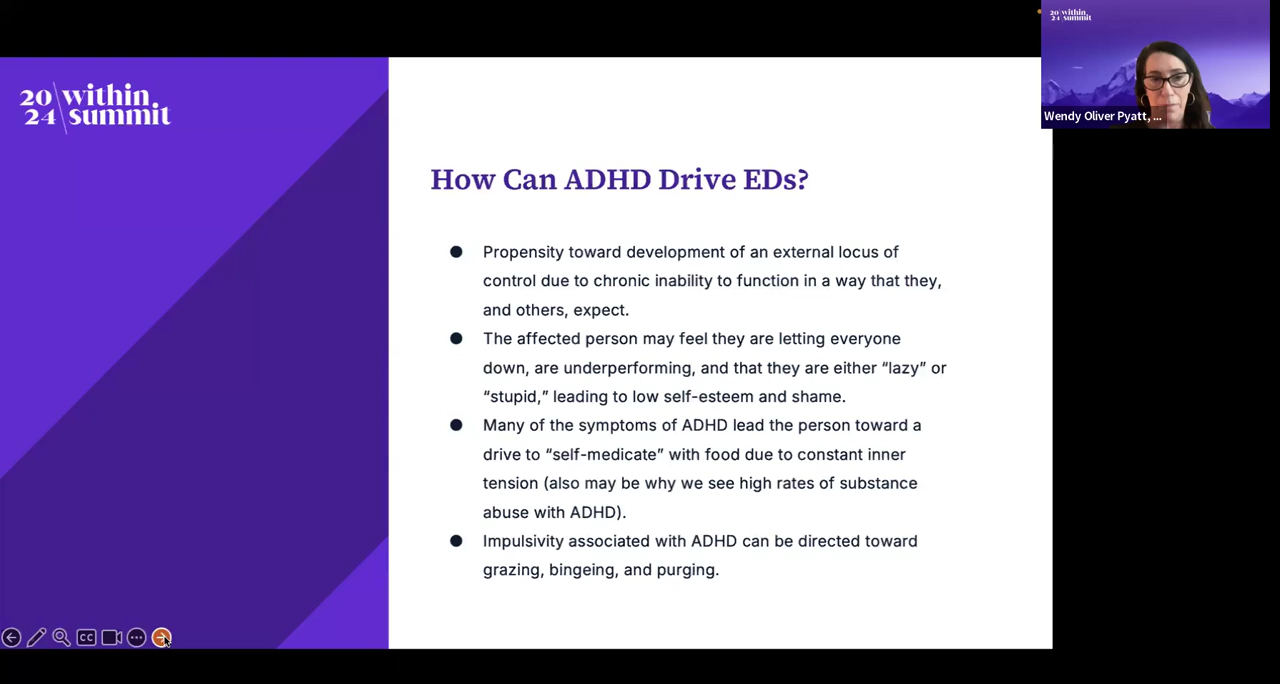 20 within
24 summit
20 within
24 summit
Wendy Oliver Pyatt, ...
How Can ADHD Drive EDs?
● Propensity toward development of an external locus of
control due to chronic inability to function in a way that they,
and others, expect.
● The affected person may feel they are letting everyone
down, are underperforming, and that they are either “lazy” or
“stupid,” leading to low self-esteem and shame.
● Many of the symptoms of ADHD lead the person toward a
drive to “self-medicate” with food due to constant inner
tension (also may be why we see high rates of substance
abuse with ADHD).
● Impulsivity associated with ADHD can be directed toward
grazing, bingeing, and purging.
CC